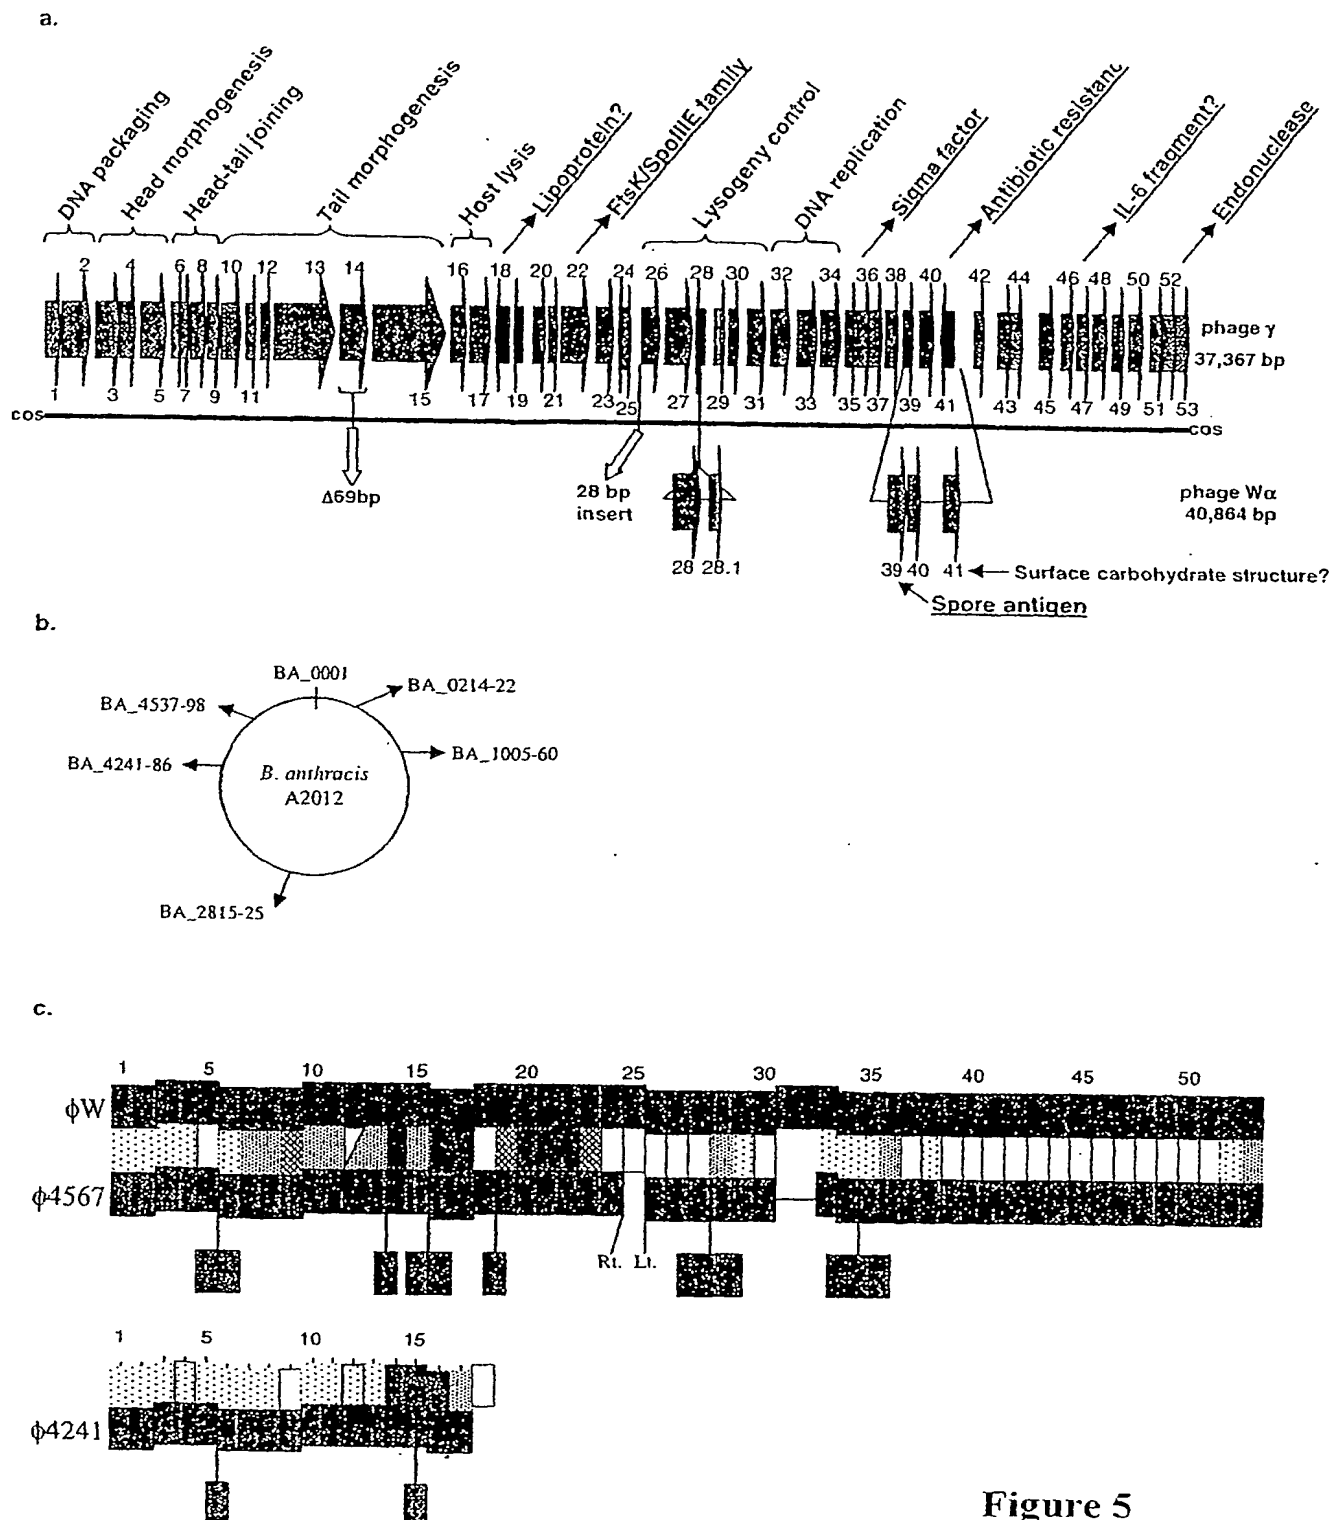 a.
DNA packaging
Head morphogenesis
Head-tail joining
Tail morphogenesis
Host lysis
Lipoprotein?
FtsK/SpoIIIE family
Lysogeny control
DNA replication
Sigma factor
Antibiotic resistanc
IL-6 fragment?
Endonuclease
2 4 6 8 10 12 13 14 16 18 20 22 24 26 28 30 32 34 36 38 40 42 44 46 48 50 52
phage γ
37,367 bp
1 3 5 7 9 11 15 17 19 21 23 25 27 29 31 33 35 37 39 41 43 45 47 49 51 53
cos
cos
Δ69bp
28 bp
insert
phage Wα
40,864 bp
28 28.1
39 40 41
Surface carbohydrate structure?
Spore antigen
b.
BA_0001
BA_0214-22
BA_4537-98
BA_1005-60
BA_4241-86
B. anthracis
A2012
BA_2815-25
c.
1 5 10 15 20 25 30 35 40 45 50
ϕW
ϕ4567
Rt. Lt.
1 5 10 15
ϕ4241
Figure 5